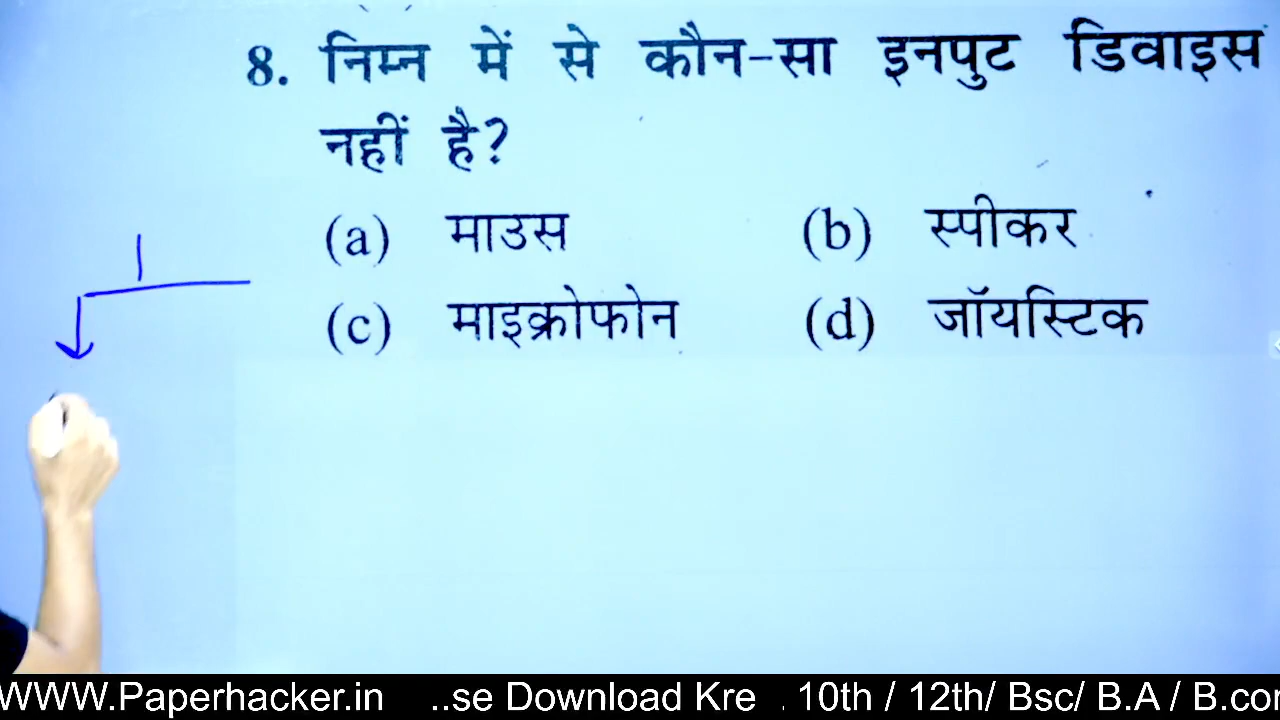 8. निम्न में से कौन-सा इनपुट डिवाइस
नहीं है?
(a) माउस (b) स्पीकर
(c) माइक्रोफोन (d) जॉयस्टिक
WWW.Paperhacker.in ..se Download Kre . 10th / 12th/ Bsc/ B.A / B.com